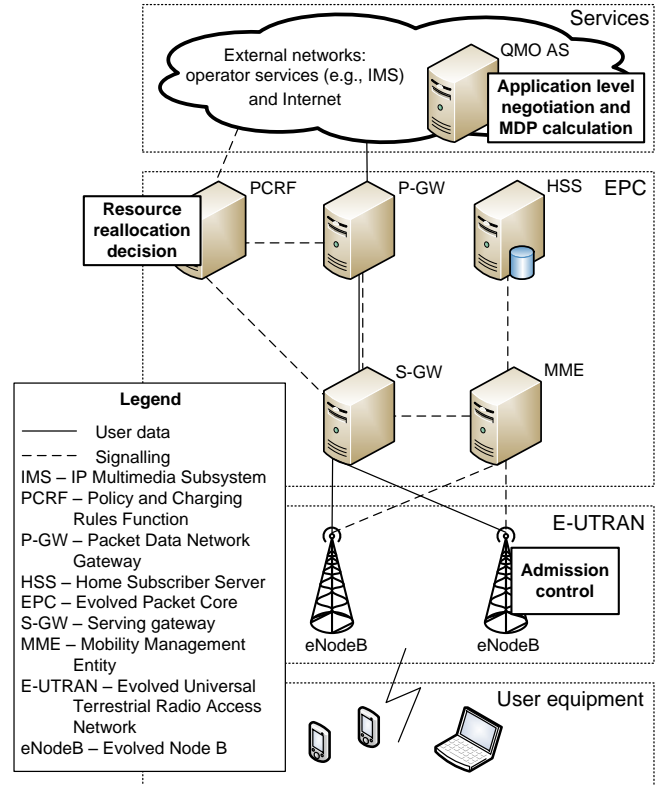 Services
External networks:
operator services (e.g., IMS)
and Internet
QMO AS
Application level
negotiation and
MDP calculation
PCRF
P-GW
HSS
EPC
Resource
reallocation
decision
S-GW
MME
Legend
User data
Signalling
IMS – IP Multimedia Subsystem
PCRF – Policy and Charging
Rules Function
P-GW – Packet Data Network
Gateway
HSS – Home Subscriber Server
EPC – Evolved Packet Core
S-GW – Serving gateway
MME – Mobility Management
Entity
E-UTRAN – Evolved Universal
Terrestrial Radio Access
Network
eNodeB – Evolved Node B
E-UTRAN
Admission
control
eNodeB
eNodeB
User equipment